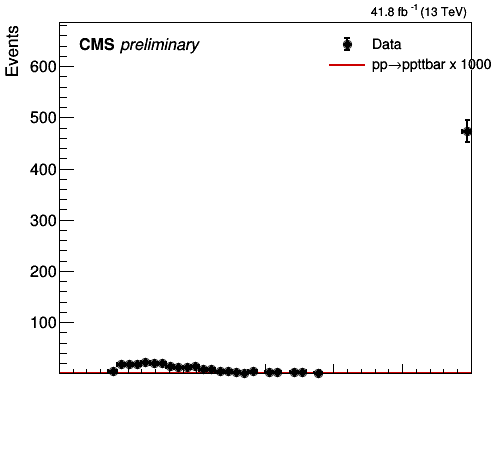 41.8 fb⁻¹ (13 TeV)
CMS preliminary
Data
pp→ppttbar x 1000
Events
600
500
400
300
200
100